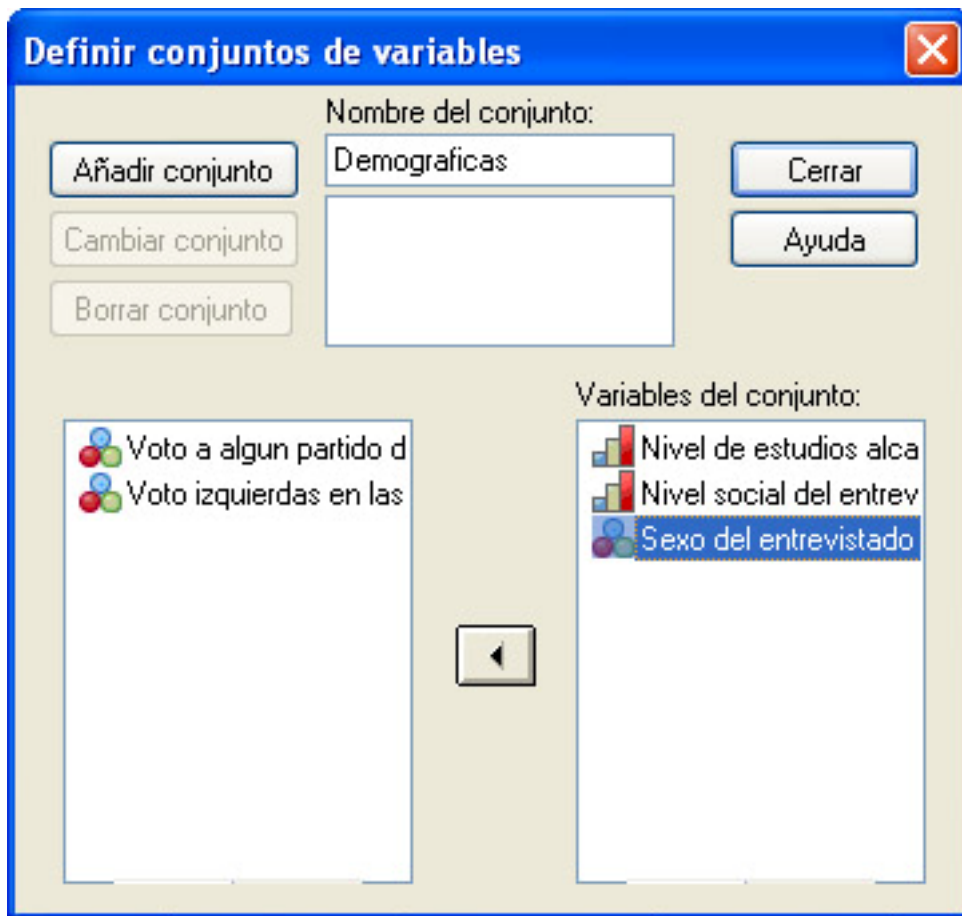 Definir conjuntos de variables
Nombre del conjunto:
Añadir conjunto
Demograficas
Cerrar
Cambiar conjunto
Ayuda
Borrar conjunto
Variables del conjunto:
Voto a algun partido d
Voto izquierdas en las
Nivel de estudios alca
Nivel social del entrev
Sexo del entrevistado